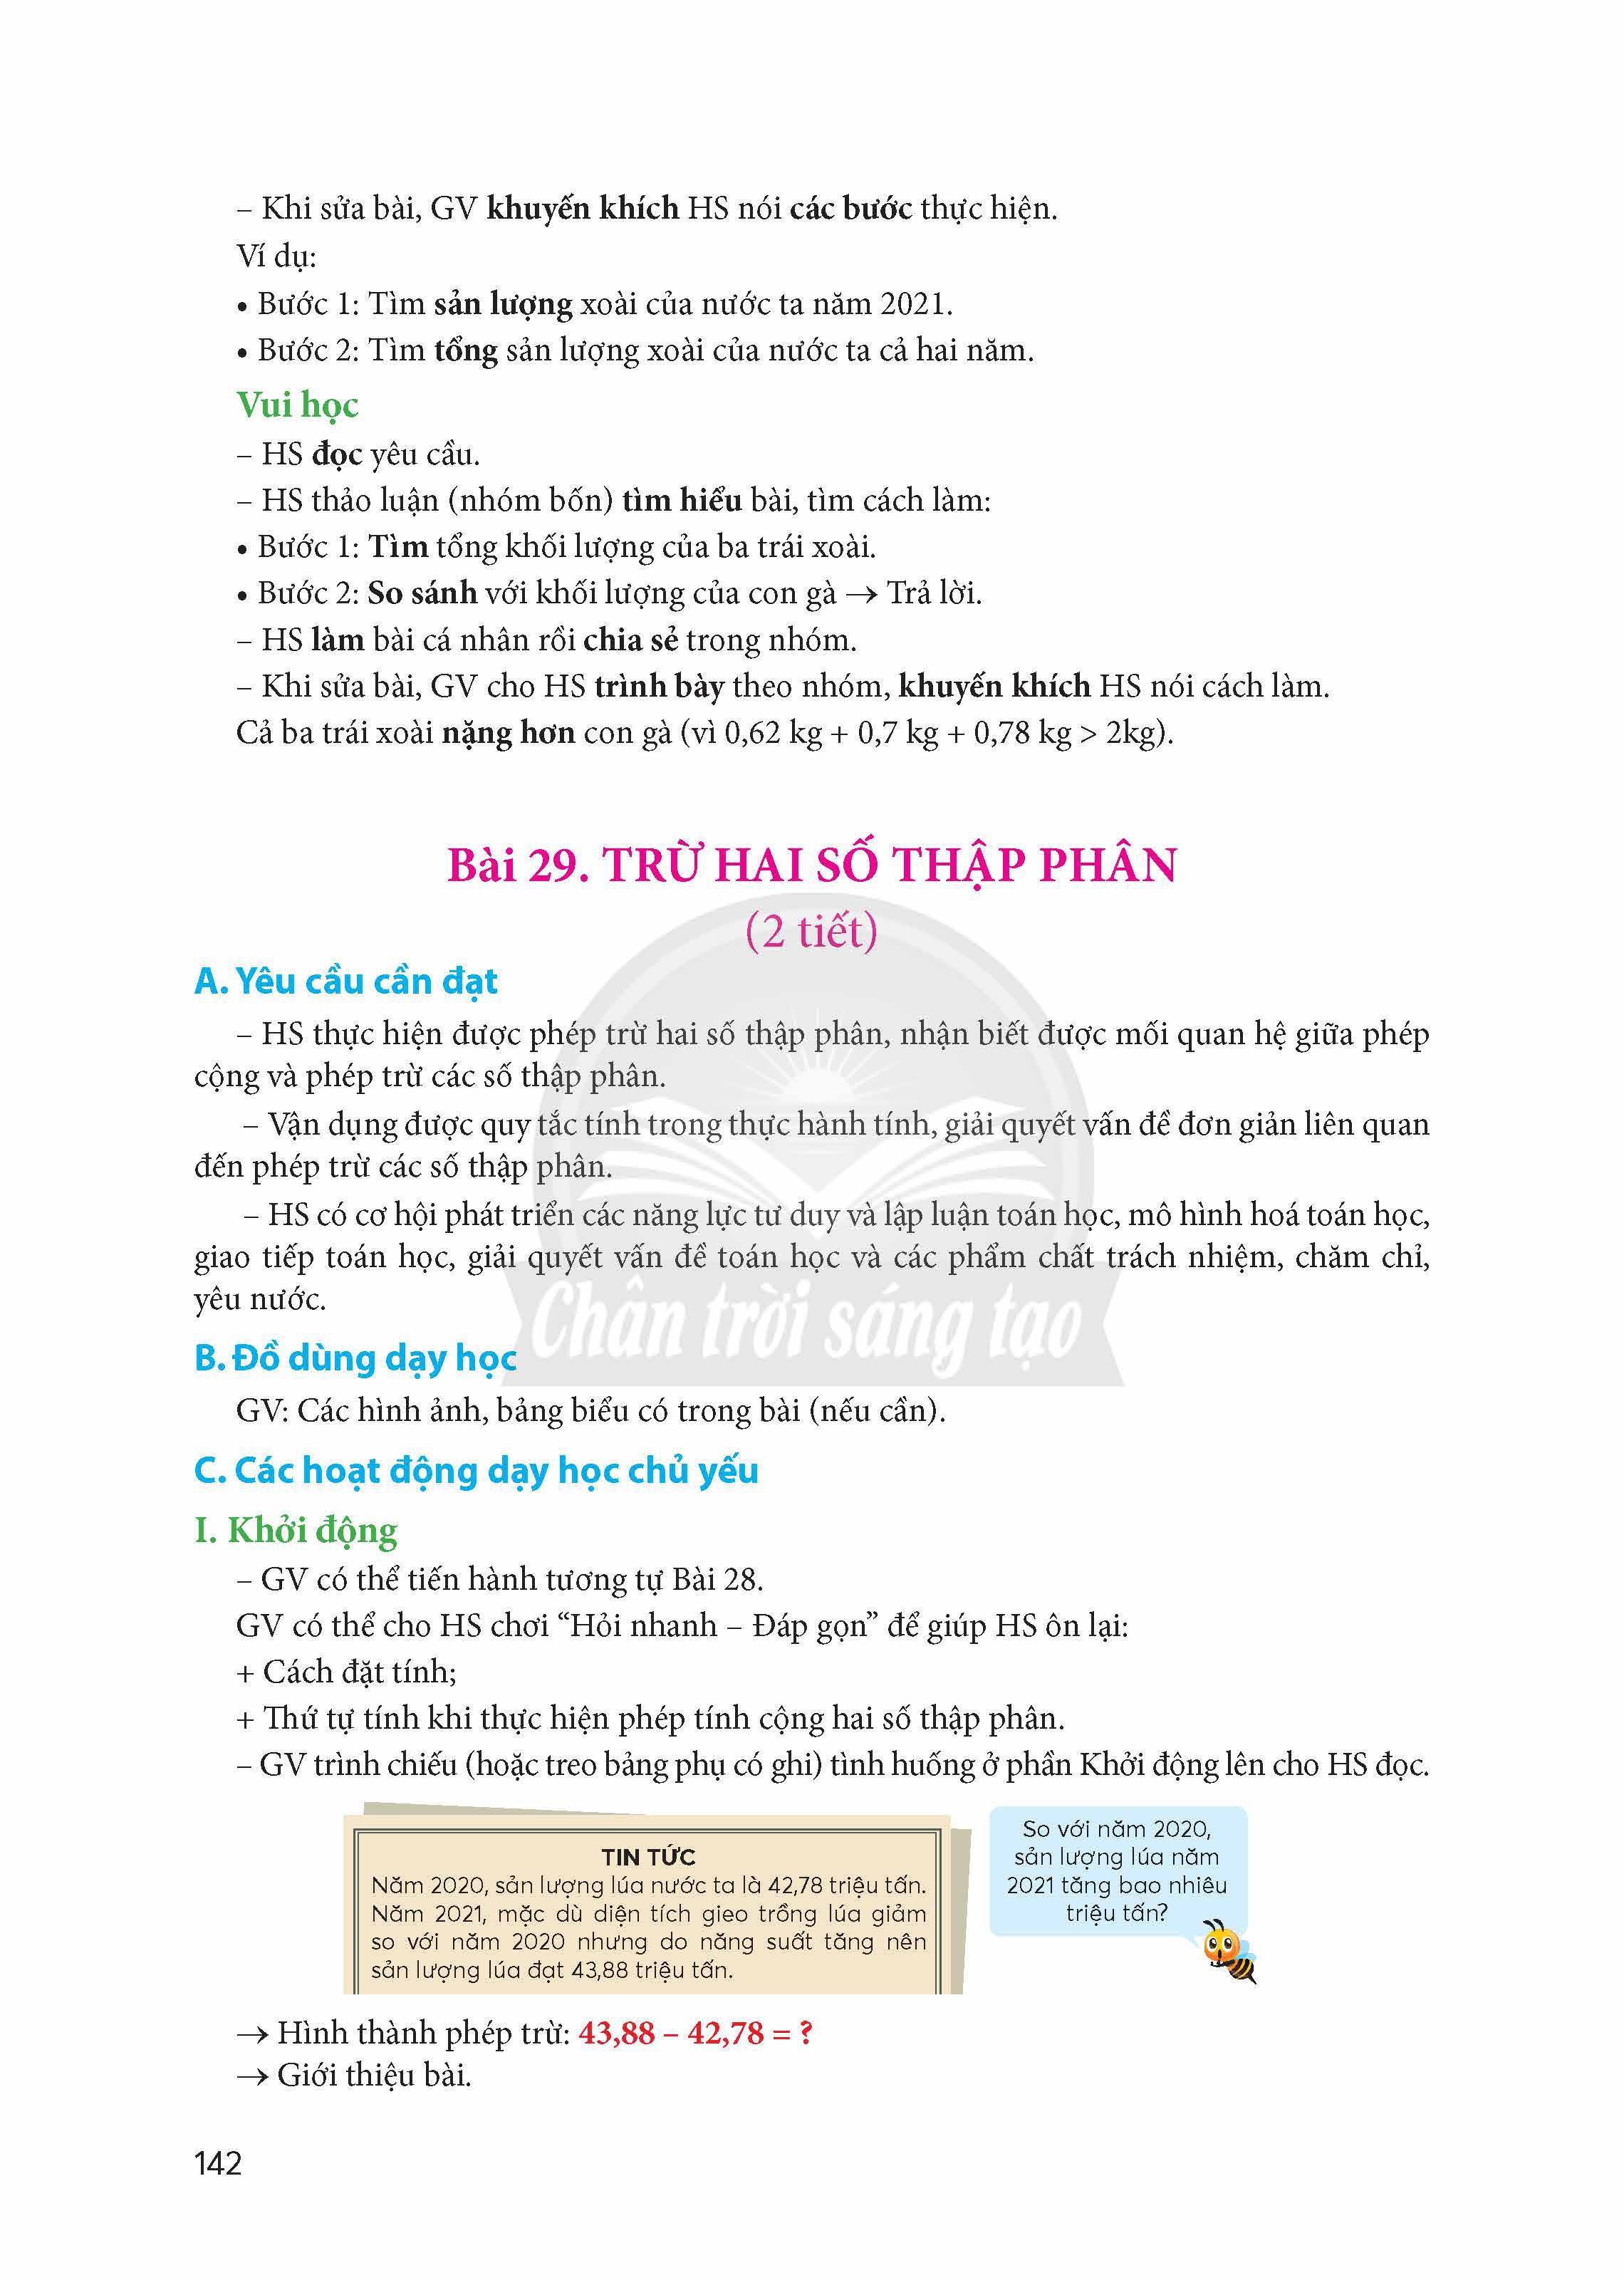 – Khi sửa bài, GV khuyến khích HS nói các bước thực hiện.
Ví dụ:
• Bước 1: Tìm sản lượng xoài của nước ta năm 2021.
• Bước 2: Tìm tổng sản lượng xoài của nước ta cả hai năm.
Vui học
– HS đọc yêu cầu.
– HS thảo luận (nhóm bốn) tìm hiểu bài, tìm cách làm:
• Bước 1: Tìm tổng khối lượng của ba trái xoài.
• Bước 2: So sánh với khối lượng của con gà → Trả lời.
– HS làm bài cá nhân rồi chia sẻ trong nhóm.
– Khi sửa bài, GV cho HS trình bày theo nhóm, khuyến khích HS nói cách làm.
Cả ba trái xoài nặng hơn con gà (vì 0,62 kg + 0,7 kg + 0,78 kg > 2kg).
Bài 29. TRỪ HAI SỐ THẬP PHÂN
(2 tiết)
A. Yêu cầu cần đạt
– HS thực hiện được phép trừ hai số thập phân, nhận biết được mối quan hệ giữa phép
cộng và phép trừ các số thập phân.
– Vận dụng được quy tắc tính trong thực hành tính, giải quyết vấn đề đơn giản liên quan
đến phép trừ các số thập phân.
– HS có cơ hội phát triển các năng lực tư duy và lập luận toán học, mô hình hoá toán học,
giao tiếp toán học, giải quyết vấn đề toán học và các phẩm chất trách nhiệm, chăm chỉ,
yêu nước.
Chân trời sáng tạo
B. Đồ dùng dạy học
GV: Các hình ảnh, bảng biểu có trong bài (nếu cần).
C. Các hoạt động dạy học chủ yếu
I. Khởi động
– GV có thể tiến hành tương tự Bài 28.
GV có thể cho HS chơi “Hỏi nhanh – Đáp gọn” để giúp HS ôn lại:
+ Cách đặt tính;
+ Thứ tự tính khi thực hiện phép tính cộng hai số thập phân.
– GV trình chiếu (hoặc treo bảng phụ có ghi) tình huống ở phần Khởi động lên cho HS đọc.
TIN TỨC
Năm 2020, sản lượng lúa nước ta là 42,78 triệu tấn.
Năm 2021, mặc dù diện tích gieo trồng lúa giảm
so với năm 2020 nhưng do năng suất tăng nên
sản lượng lúa đạt 43,88 triệu tấn.
So với năm 2020,
sản lượng lúa năm
2021 tăng bao nhiêu
triệu tấn?
→ Hình thành phép trừ: 43,88 – 42,78 = ?
→ Giới thiệu bài.
142